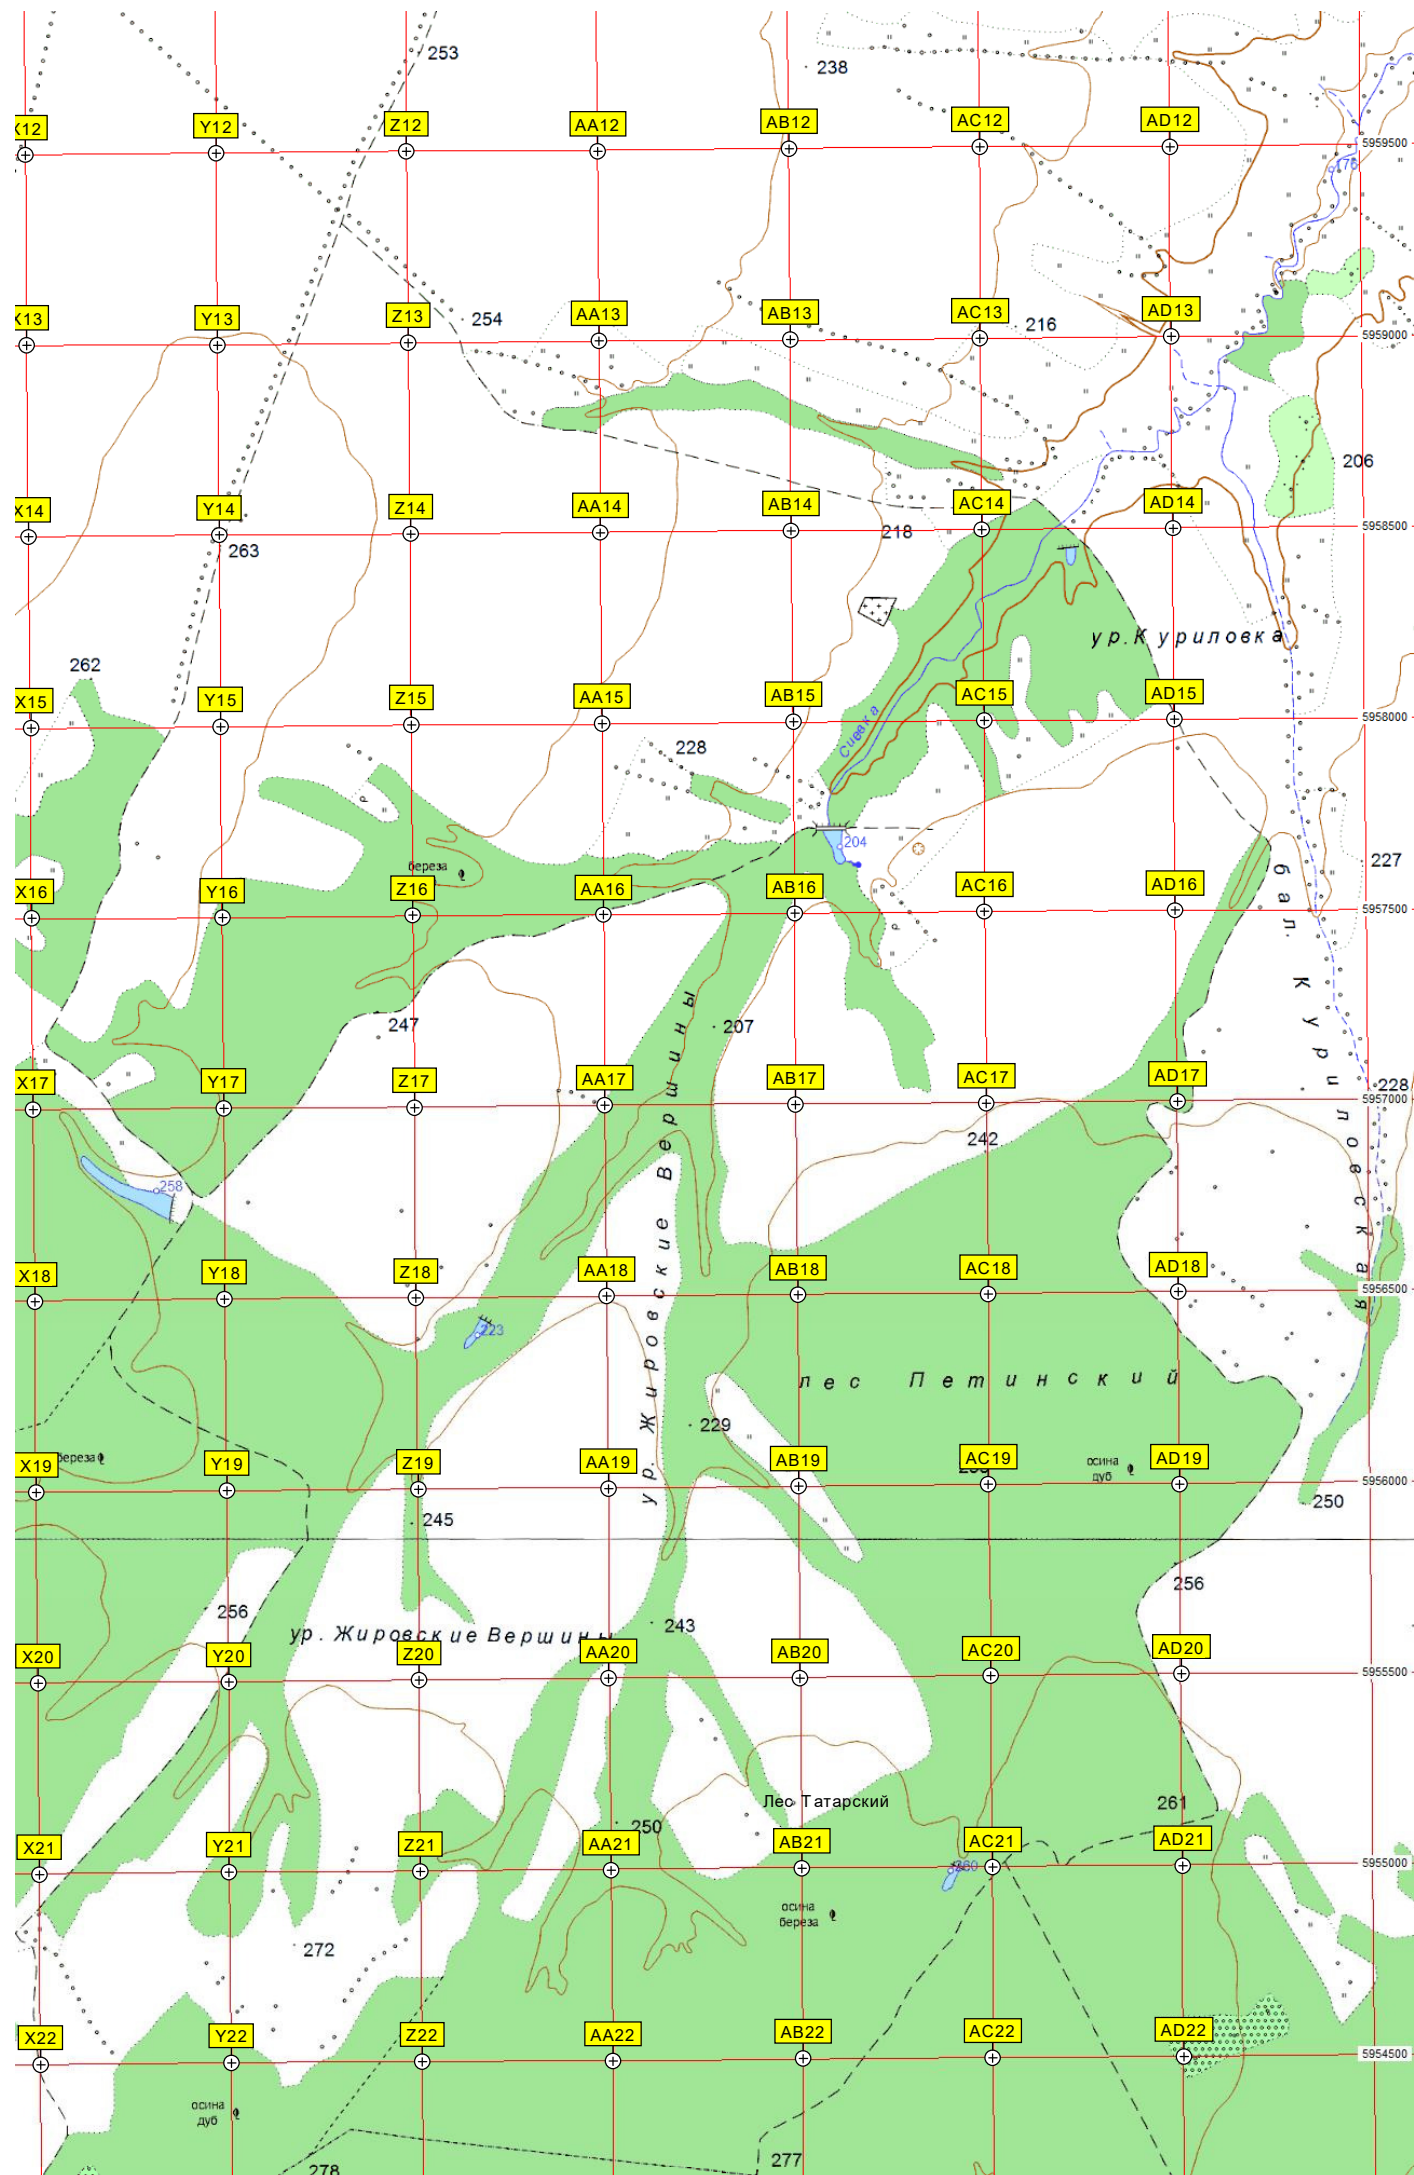 253
238
X12
Y12
Z12
AA12
AB12
AC12
AD12
5959500
176
X13
Y13
Z13
254
AA13
AB13
AC13
216
AD13
5959000
206
X14
Y14
Z14
AA14
AB14
AC14
AD14
5958500
263
218
ур.Куриловка
262
X15
Y15
Z15
AA15
AB15
AC15
AD15
5958000
Сиевка
228
р
204
227
береза
X16
Y16
Z16
AA16
AB16
AC16
AD16
5957500
р
бал. Куриловская
247
207
X17
Y17
Z17
AA17
AB17
AC17
AD17
228
5957000
242
258
ур. Жировские Вершины
X18
Y18
Z18
AA18
AB18
AC18
AD18
5956500
223
лес Петинский
229
береза
X19
Y19
Z19
AA19
AB19
AC19
осина
дуб
AD19
5956000
250
245
256
256
243
ур. Жировские Вершины
X20
Y20
Z20
AA20
AB20
AC20
AD20
5955500
Лес Татарский
261
250
X21
Y21
Z21
AA21
AB21
AC21
AD21
5955000
260
осина
береза
272
X22
Y22
Z22
AA22
AB22
AC22
AD22
5954500
осина
дуб
277
278